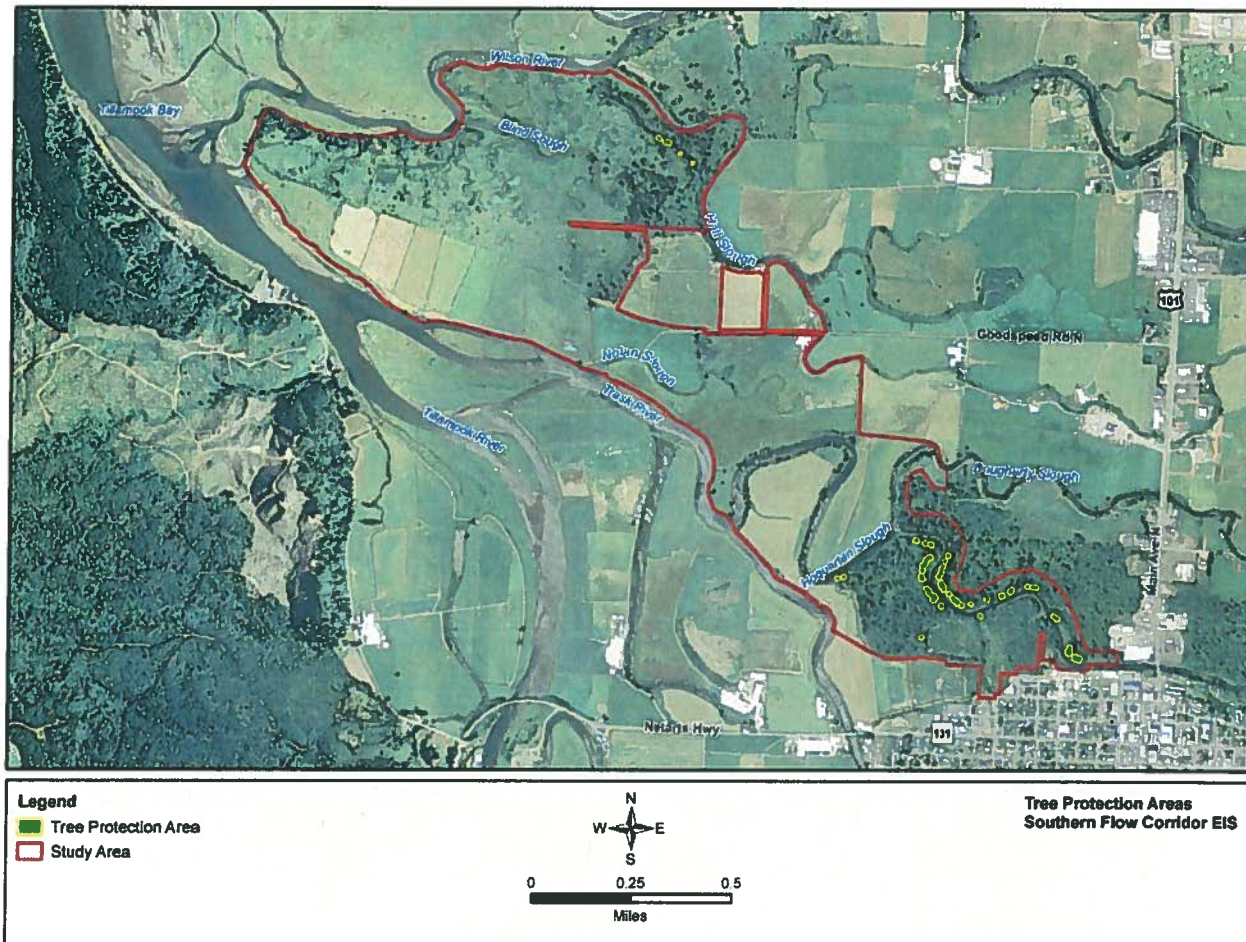 Wilson River
Tillamook Bay
Blind Slough
Hall Slough
101
Goodspeed Rd N
Nolan Slough
Trask River
Tillamook River
Dougherty Slough
Hoquarten Slough
Main Ave N
Netarts Hwy
131
Legend
Tree Protection Area
Study Area
N
W E
S
0 0.25 0.5
Miles
Tree Protection Areas
Southern Flow Corridor EIS